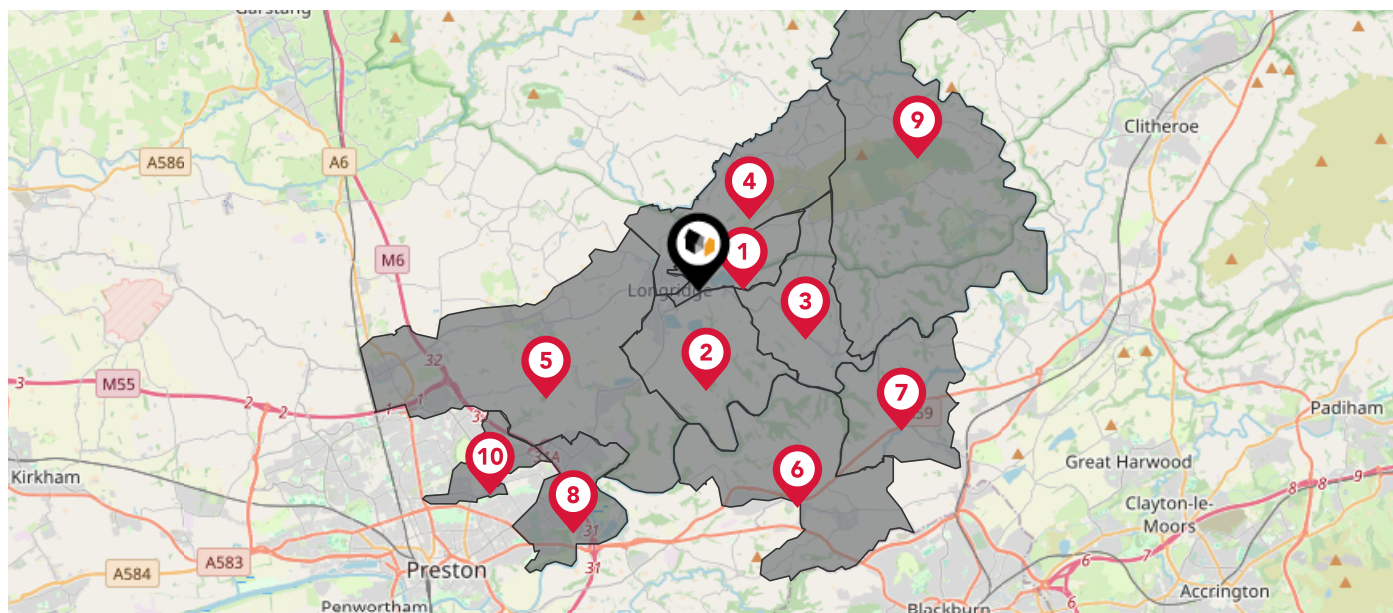 Garstang
9
Clitheroe
A586
A6
4
M6
1
Longridge
3
32
2
5
3
M55
2
2
1
1
7
59
Padiham
10
31A
6
Great Harwood
Kirkham
8
8
8
9
Clayton-le-
Moors
31
7
A583
A584
Preston
31
6
6
Accrington
Penwortham
Blackburn